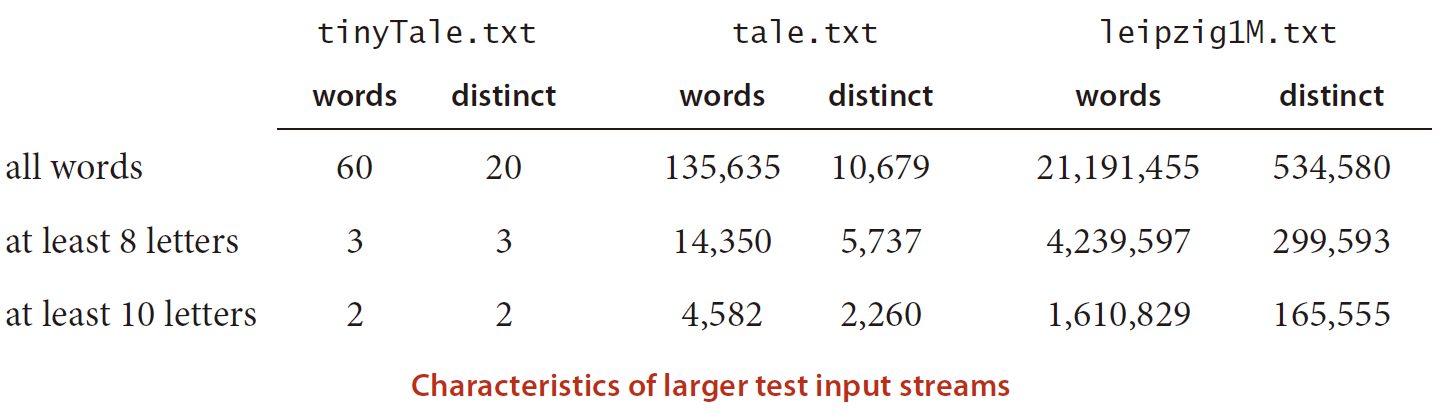 tinyTale.txt tale.txt leipzig1M.txt
words distinct words distinct words distinct
all words 60 20 135,635 10,679 21,191,455 534,580
at least 8 letters 3 3 14,350 5,737 4,239,597 299,593
at least 10 letters 2 2 4,582 2,260 1,610,829 165,555
Characteristics of larger test input streams